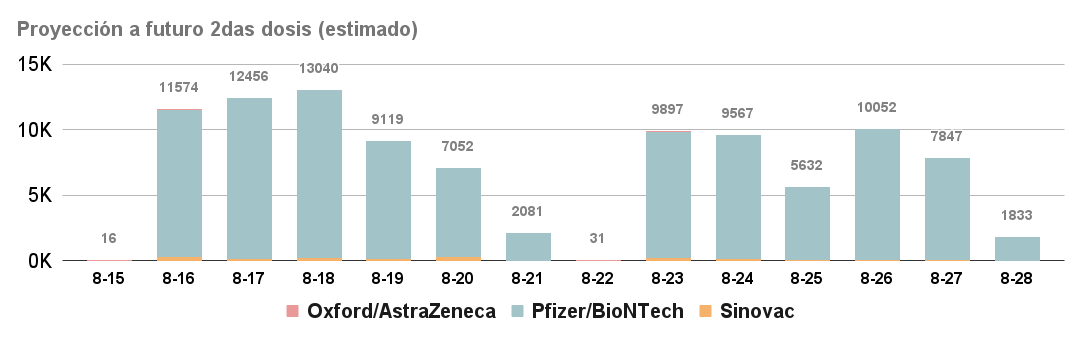 Proyección a futuro 2das dosis (estimado)
15K
10K
5K
0K
16
11574
12456
13040
9119
7052
2081
31
9897
9567
5632
10052
7847
1833
8-15 8-16 8-17 8-18 8-19 8-20 8-21 8-22 8-23 8-24 8-25 8-26 8-27 8-28
Oxford/AstraZeneca Pfizer/BioNTech Sinovac